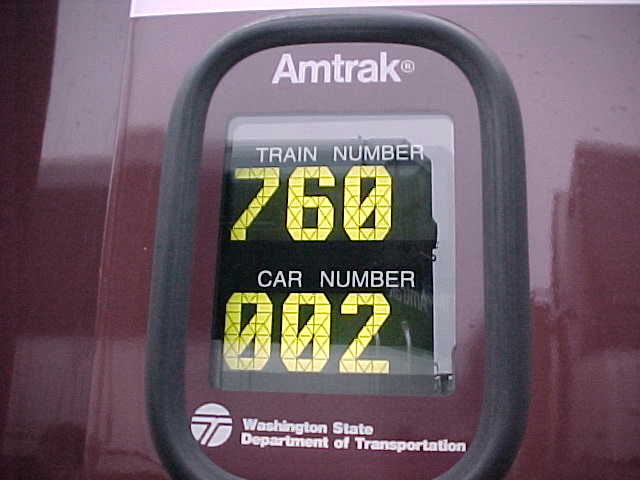 Amtrak®
TRAIN NUMBER
760
CAR NUMBER
002
Washington State
Department of Transportation